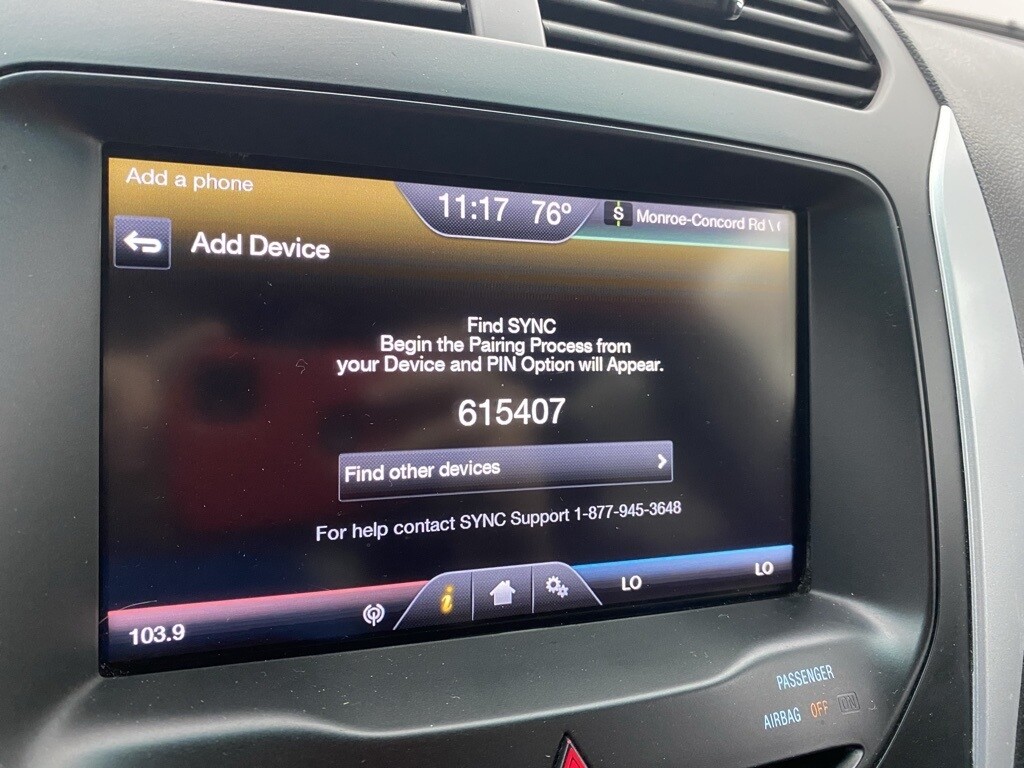 Add a phone
11:17 76°
S Monroe-Concord Rd \
Add Device
Find SYNC
Begin the Pairing Process from
your Device and PIN Option will Appear.
615407
Find other devices >
For help contact SYNC Support 1-877-945-3648
103.9
i
LO
LO
PASSENGER
AIRBAG OFF ON